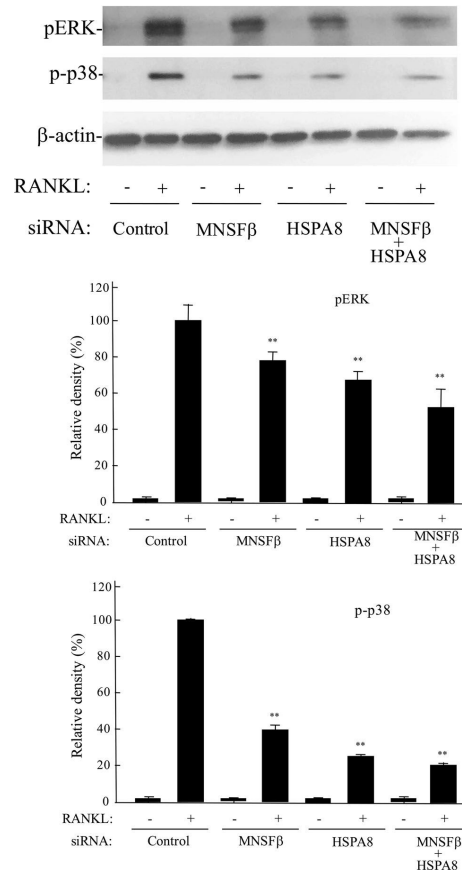 pERK-
p-p38-
β-actin-
RANKL: - + - + - + - +
siRNA: Control MNSFβ HSPA8 MNSFβ
+
HSPA8
120
pERK
100
**
80
**
**
60
40
20
0
Relative density (%)
RANKL: - + - + - + - +
siRNA: Control MNSFβ HSPA8 MNSFβ
+
HSPA8
p-p38
120
100
80
60
40
**
**
**
20
0
Relative density (%)
RANKL: - + - + - + - +
siRNA: Control MNSFβ HSPA8 MNSFβ
+
HSPA8